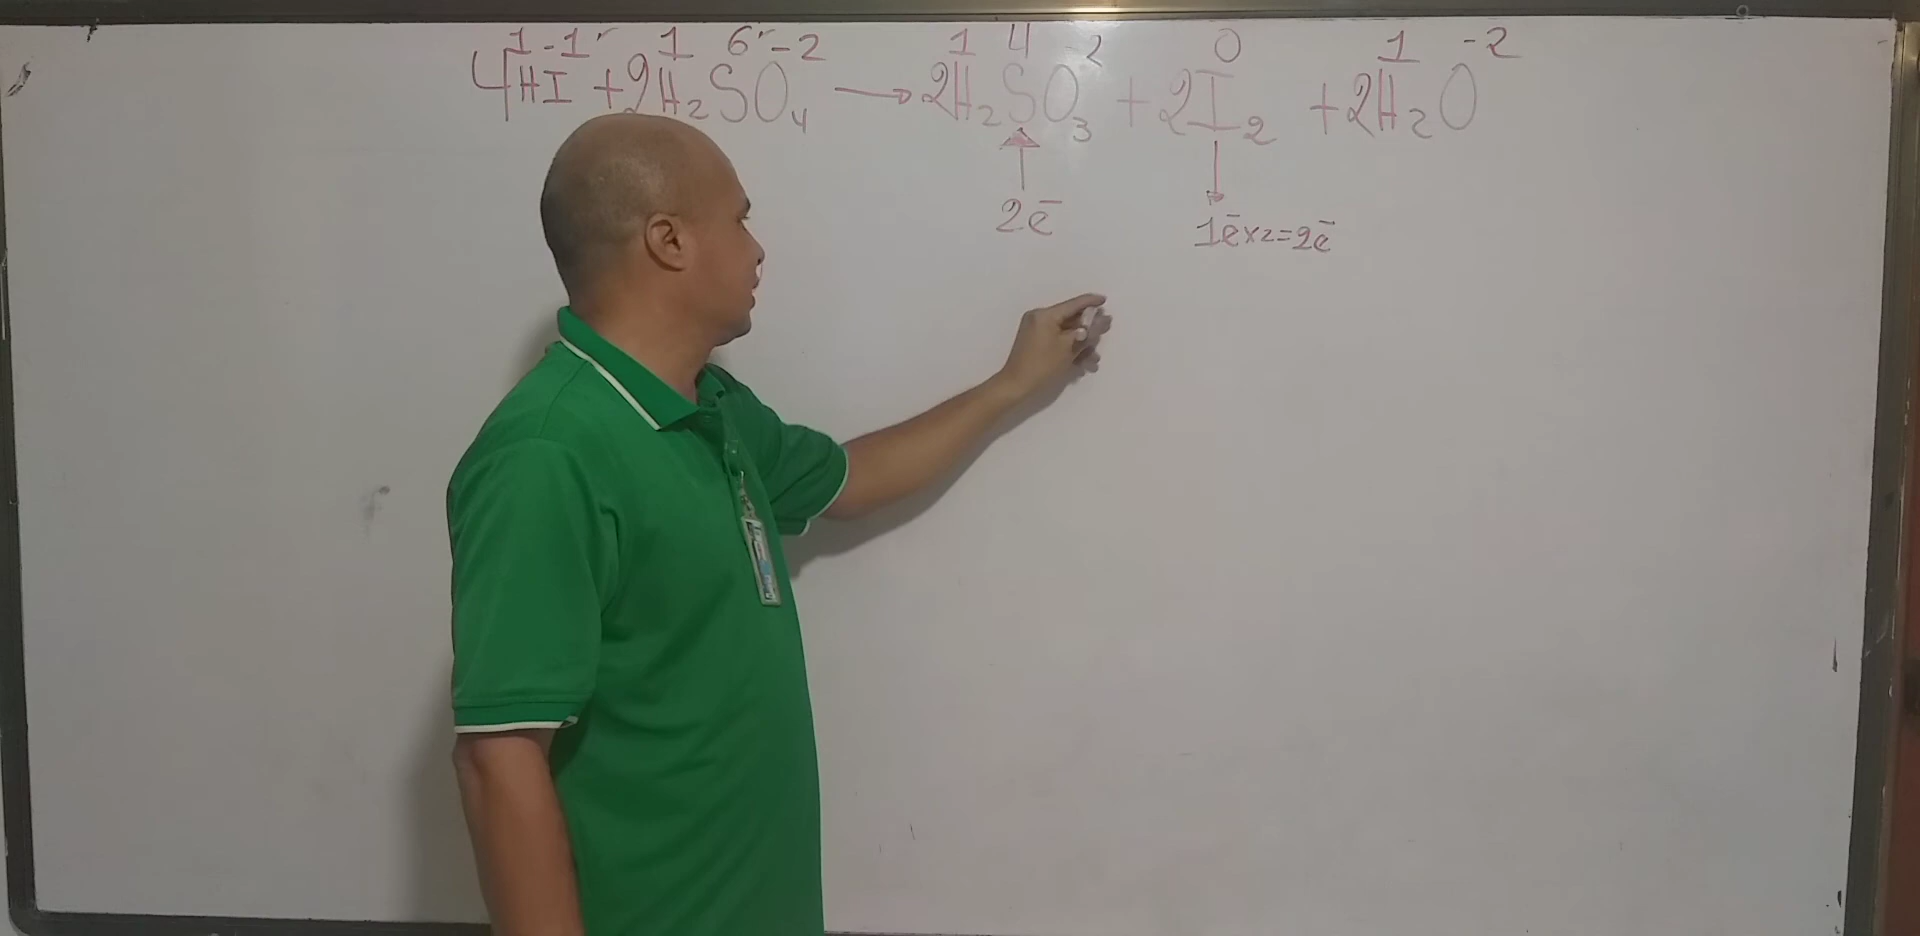 1 -1 1 6 -2 1 4 -2 0 1 -2
4HI + 2H₂SO₄ → 2H₂SO₃ + 2I₂ + 2H₂O
2e⁻ 1e⁻x2=2e⁻